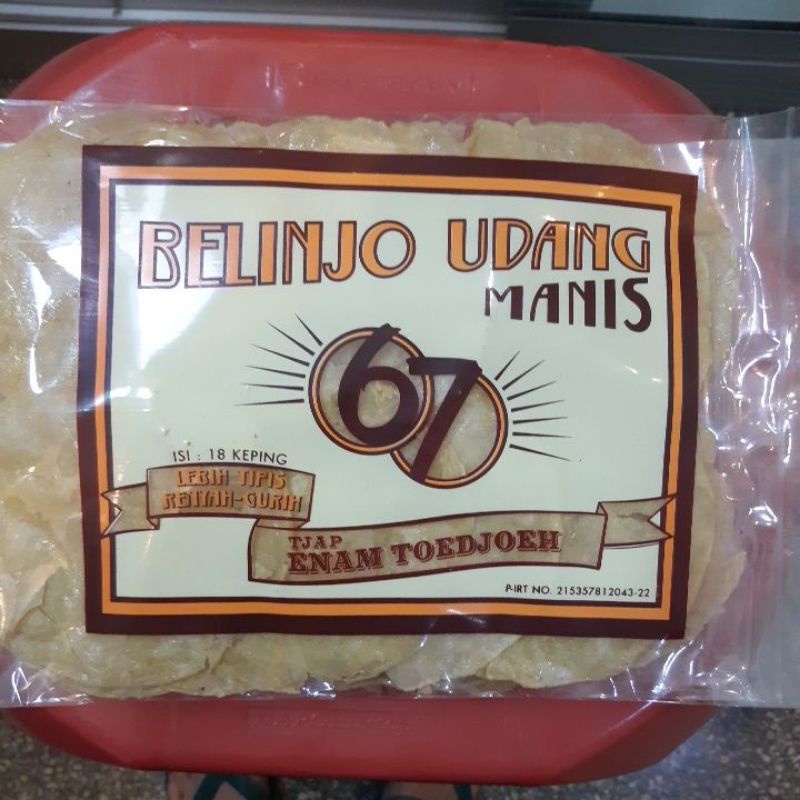 BELINJO UDANG
MANIS
67
ISI : 18 KEPING
LEBIH TIPIS
RENYAH-GURIH
TJAP
ENAM TOEDJOEH
P-IRT NO. 215357812043-22